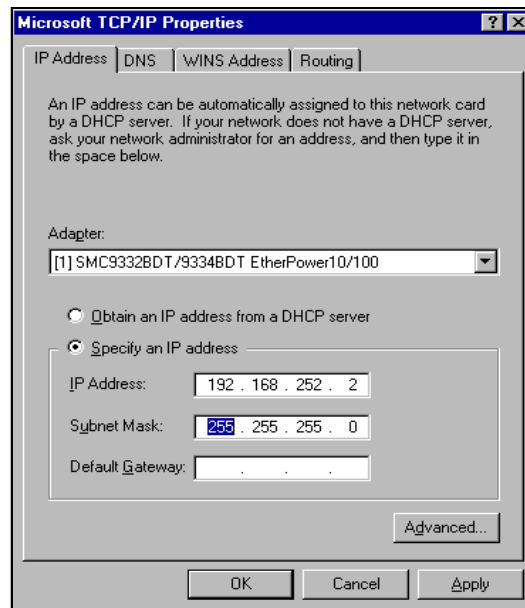 Microsoft TCP/IP Properties
IP Address DNS WINS Address Routing
An IP address can be automatically assigned to this network card
by a DHCP server. If your network does not have a DHCP server,
ask your network administrator for an address, and then type it in
the space below.
Adapter:
[1] SMC9332BDT/9334BDT EtherPower10/100
Obtain an IP address from a DHCP server
Specify an IP address
IP Address: 192 . 168 . 252 . 2
Subnet Mask: 255 . 255 . 255 . 0
Default Gateway: . . .
Advanced...
OK Cancel Apply